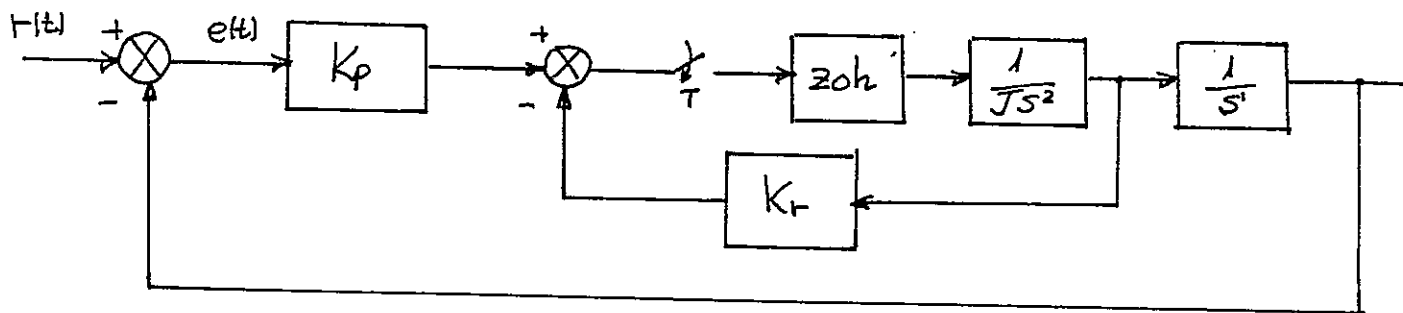 r(t)
+
-
e(t)
Kp
+
-
T
zoh
1
Js²
1
s
Kr